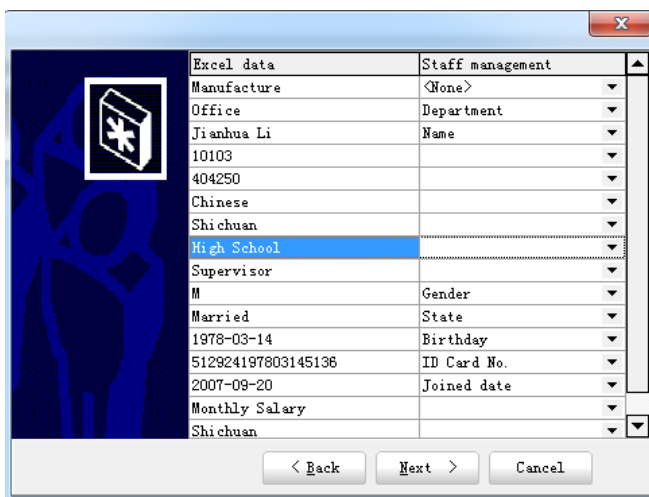 Excel data Staff management
Manufacture <None>
Office Department
Jianhua Li Name
10103
404250
Chinese
Shichuan
High School
Supervisor
M Gender
Married State
1978-03-14 Birthday
512924197803145136 ID Card No.
2007-09-20 Joined date
Monthly Salary
Shichuan
< Back Next > Cancel